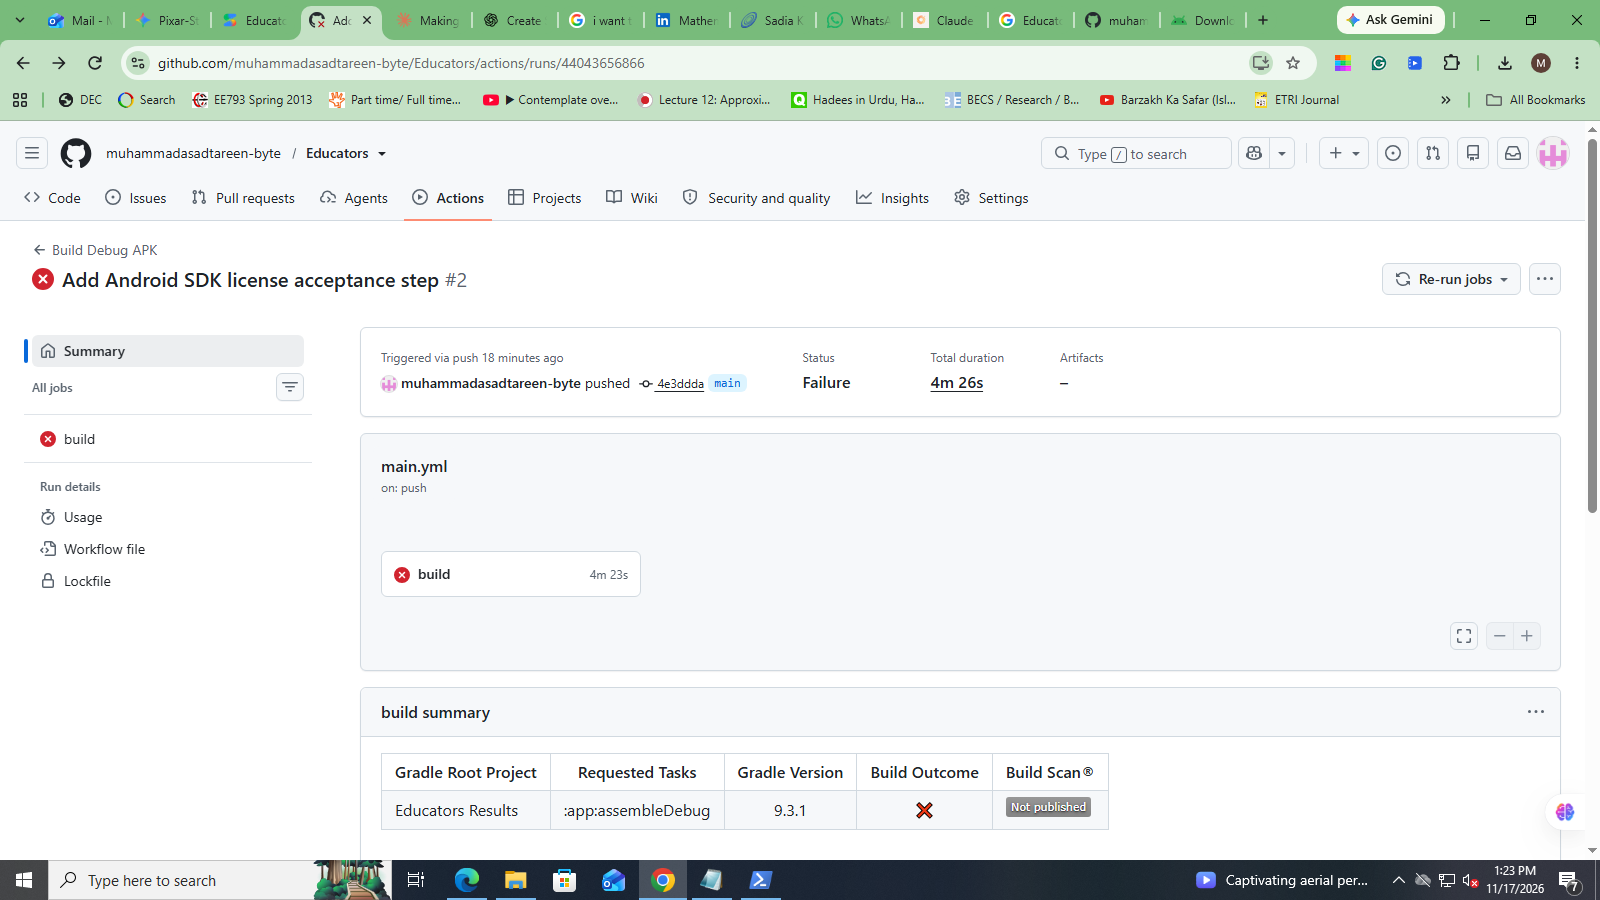 Mail - M
Pixar-St
Educato
Add
Making
Create
i want t
Mather
Sadia K
WhatsA
Claude
Educato
muham
Downlo
Ask Gemini
github.com/muhammadasadtareen-byte/Educators/actions/runs/44043656866
M
DEC
Search
EE793 Spring 2013
Part time/ Full time...
▶ Contemplate ove...
Lecture 12: Approxi...
Hadees in Urdu, Ha...
BECS / Research / B...
Barzakh Ka Safar (Isl...
ETRI Journal
»
All Bookmarks
muhammadasadtareen-byte / Educators
Type / to search
Code
Issues
Pull requests
Agents
Actions
Projects
Wiki
Security and quality
Insights
Settings
← Build Debug APK
Add Android SDK license acceptance step #2
Re-run jobs
Summary
All jobs
build
Run details
Usage
Workflow file
Lockfile
Triggered via push 18 minutes ago
muhammadasadtareen-byte pushed 4e3ddda main
Status
Failure
Total duration
4m 26s
Artifacts
–
main.yml
on: push
build 4m 23s
build summary
Gradle Root Project Requested Tasks Gradle Version Build Outcome Build Scan®
Educators Results :app:assembleDebug 9.3.1 ❌ Not published
Type here to search
Captivating aerial per...
1:23 PM
11/17/2026
7